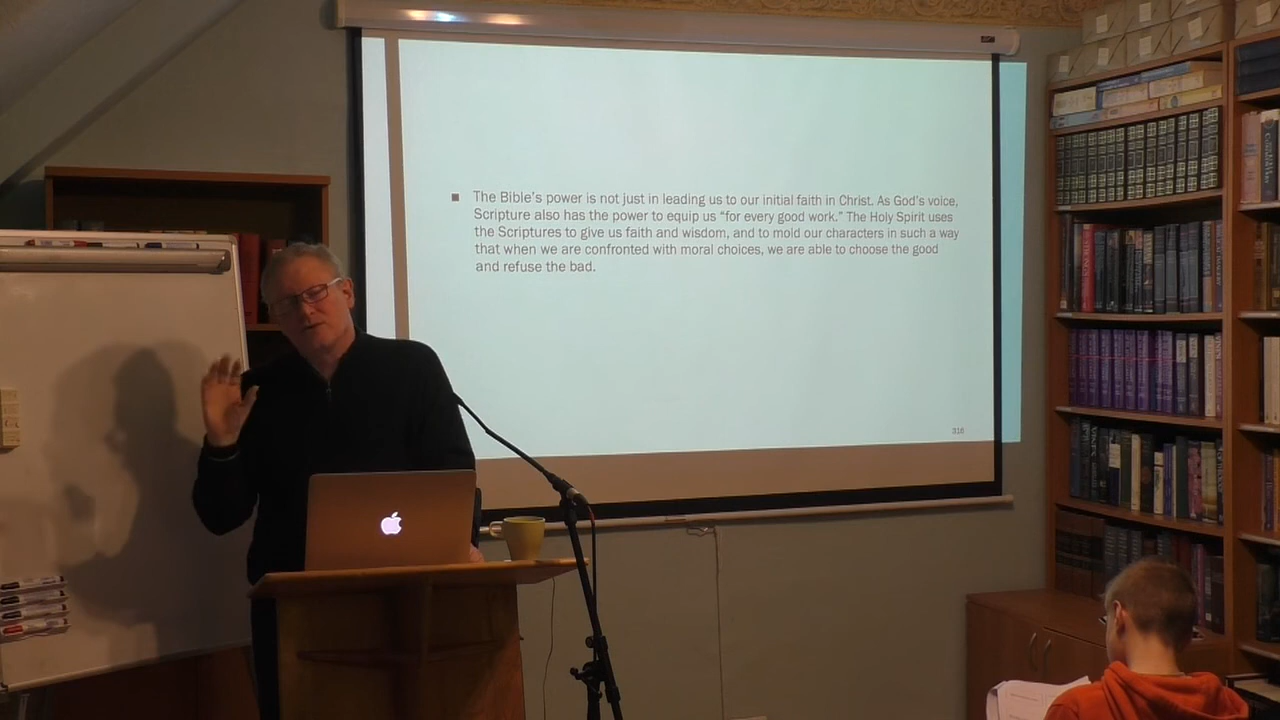 The Bible's power is not just in leading us to our initial faith in Christ. As God's voice,
Scripture also has the power to equip us “for every good work.” The Holy Spirit uses
the Scriptures to give us faith and wisdom, and to mold our characters in such a way
that when we are confronted with moral choices, we are able to choose the good
and refuse the bad.
316